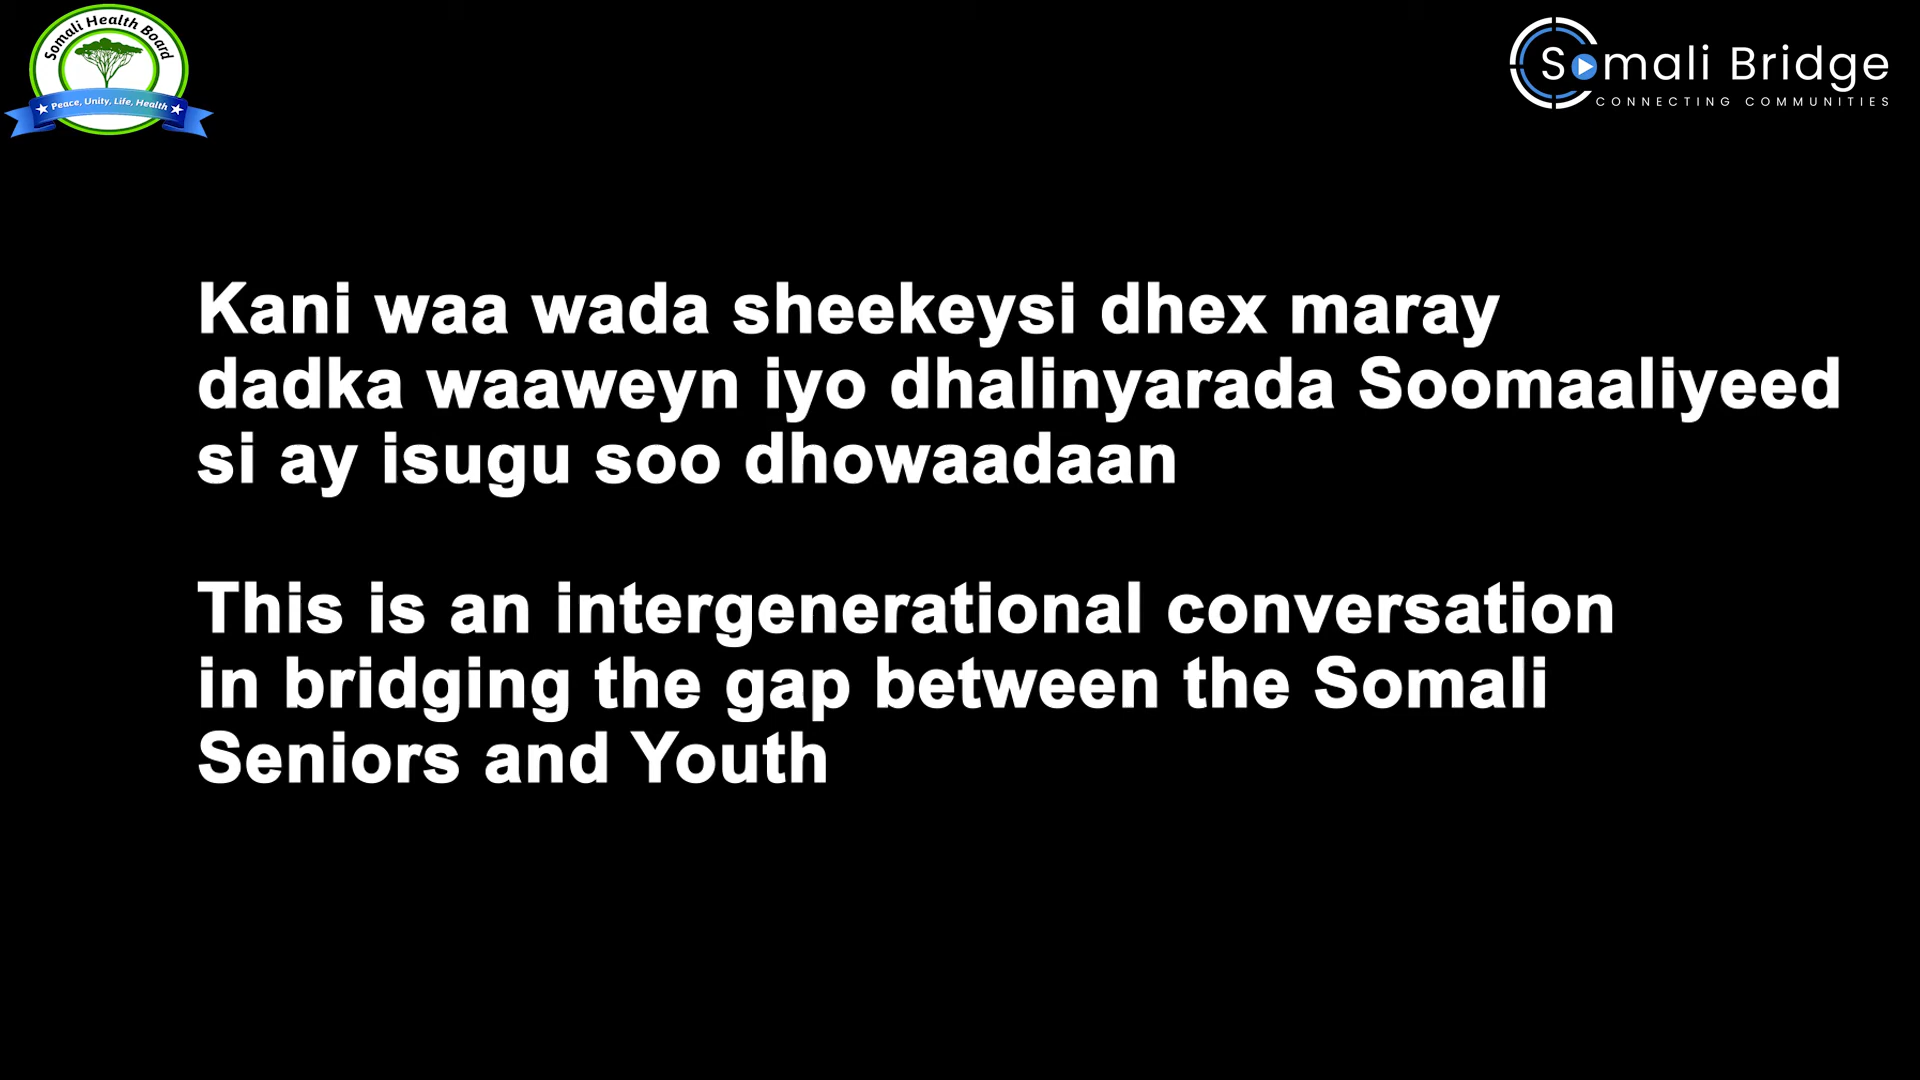 Somali Health Board
Peace, Unity, Life, Health
Somali Bridge
CONNECTING COMMUNITIES
Kani waa wada sheekeysi dhex maray
dadka waaweyn iyo dhalinyarada Soomaaliyeed
si ay isugu soo dhowaadaan
This is an intergenerational conversation
in bridging the gap between the Somali
Seniors and Youth